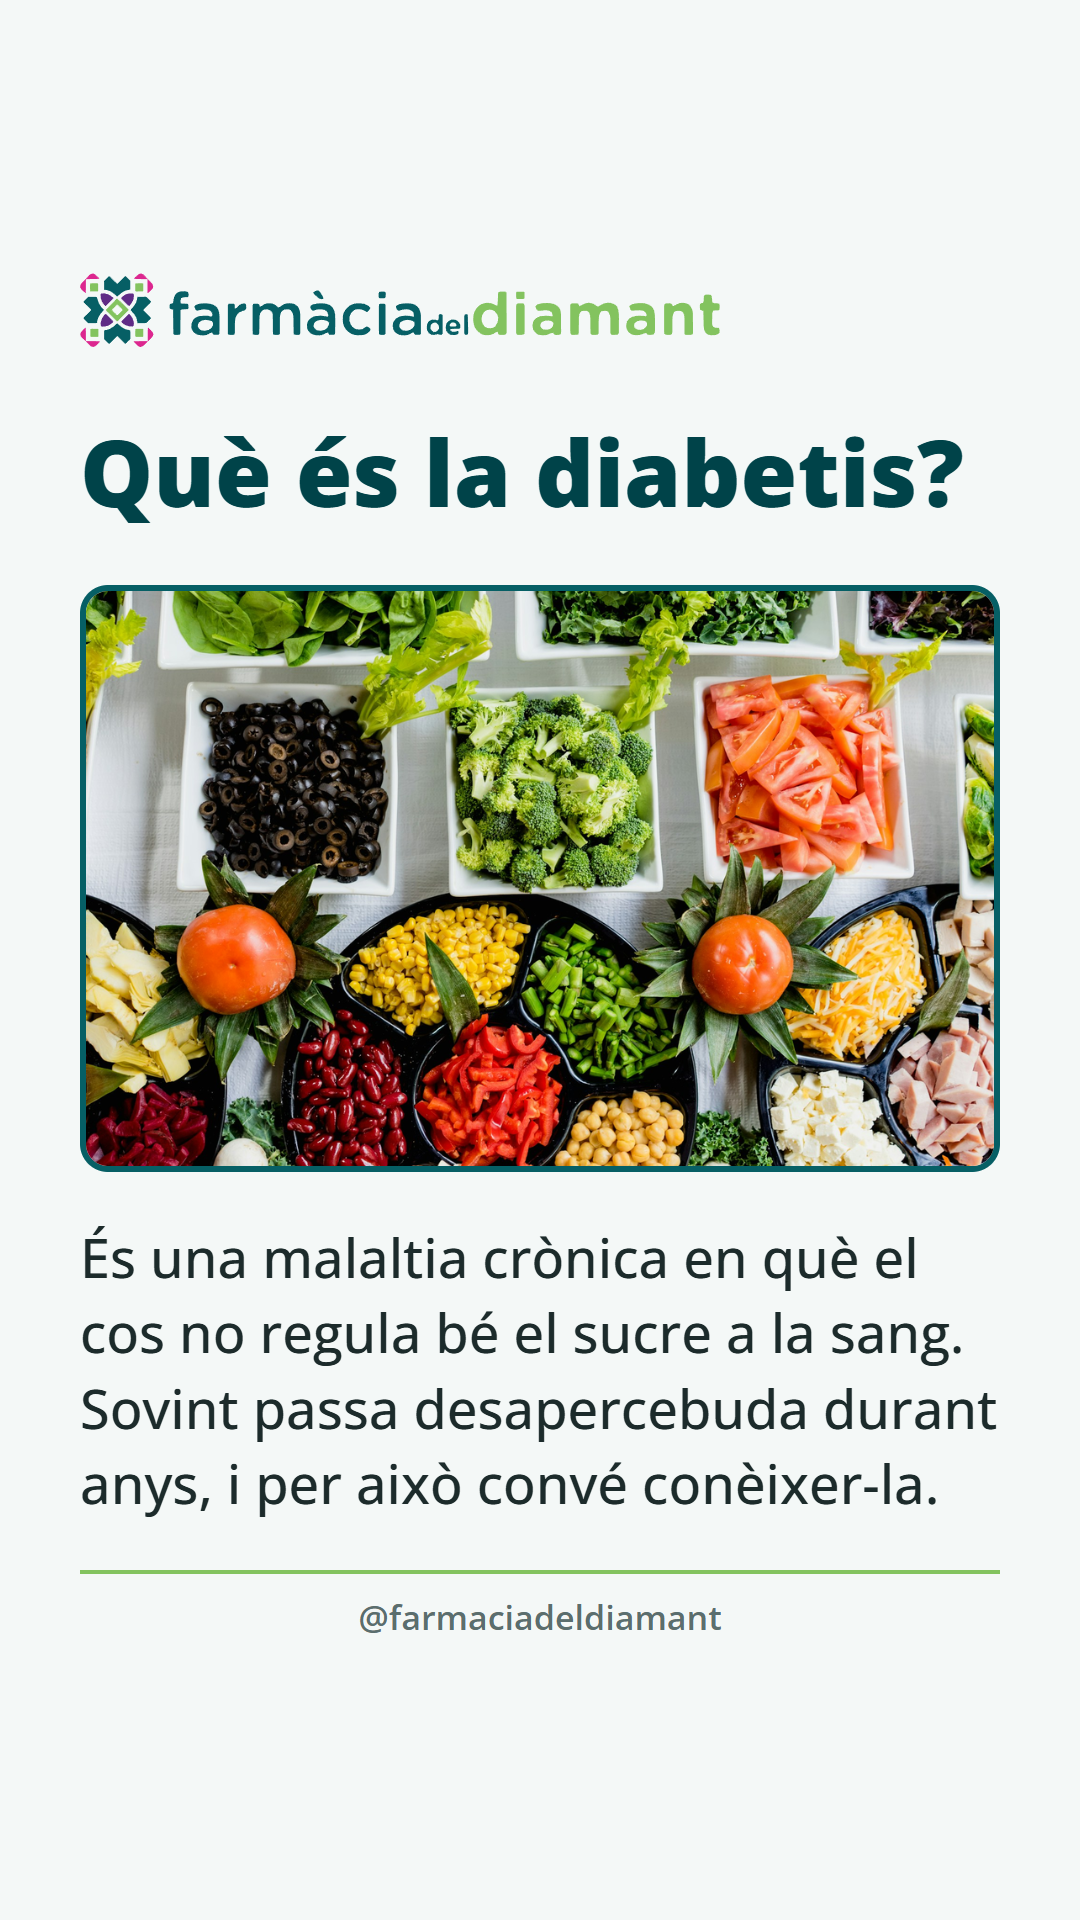 farmàciadeldiamant
Què és la diabetis?
És una malaltia crònica en què el
cos no regula bé el sucre a la sang.
Sovint passa desapercebuda durant
anys, i per això convé conèixer-la.
@farmaciadeldiamant